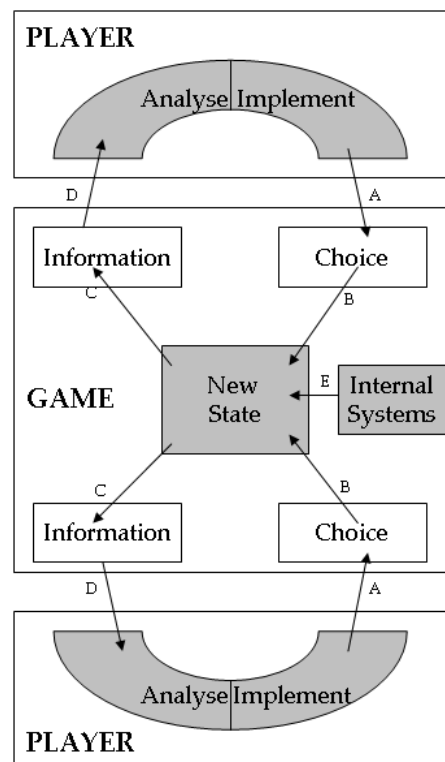 PLAYER
Analyse Implement
D
A
Information
Choice
C
B
New
State
E
Internal
Systems
GAME
C
B
Information
Choice
D
A
Analyse Implement
PLAYER